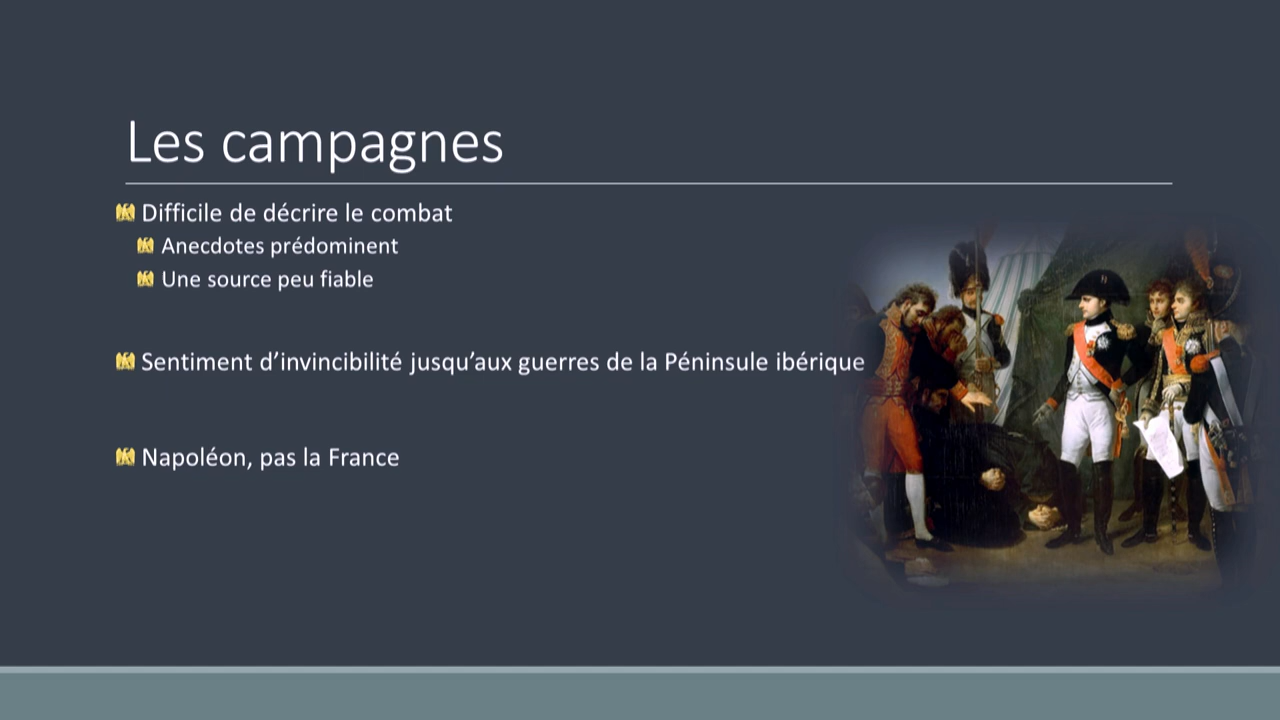 Les campagnes
Difficile de décrire le combat
Anecdotes prédominent
Une source peu fiable
Sentiment d’invincibilité jusqu’aux guerres de la Péninsule ibérique
Napoléon, pas la France